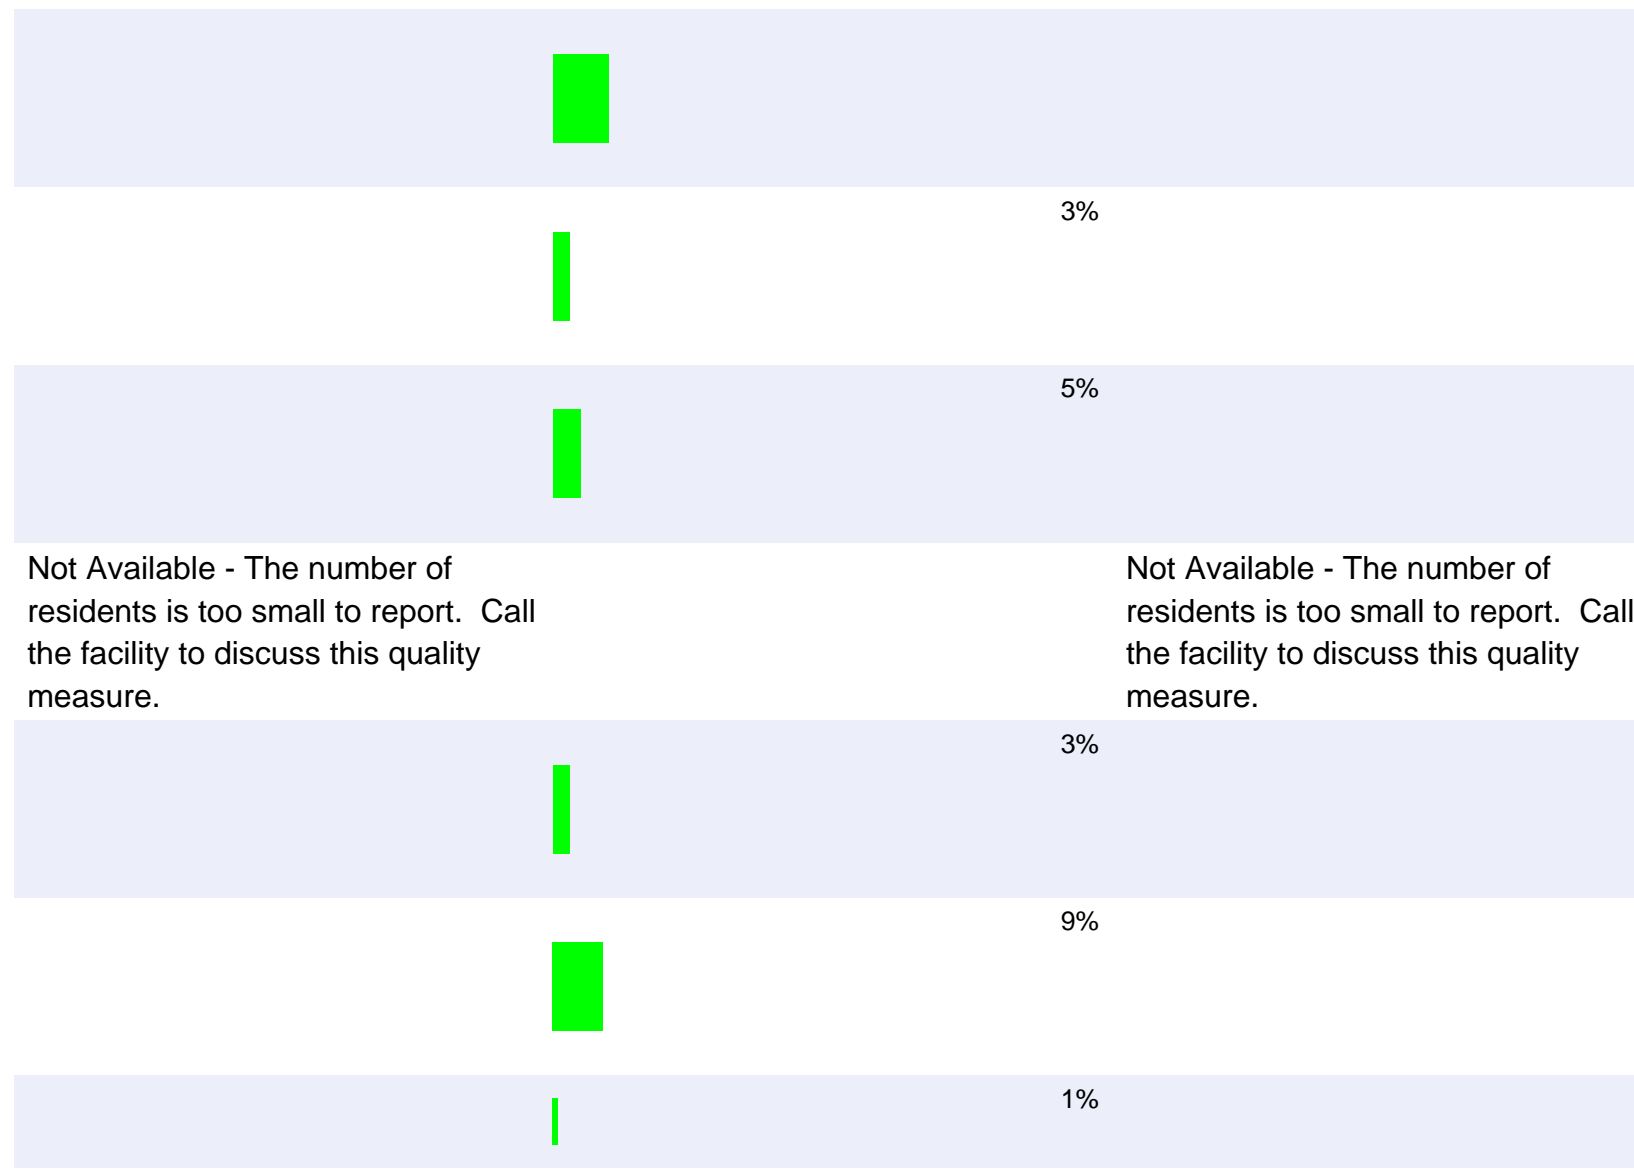 3%
5%
Not Available - The number of
residents is too small to report.  Call
the facility to discuss this quality
measure.
Not Available - The number of
residents is too small to report.  Call
the facility to discuss this quality
measure.
3%
9%
1%